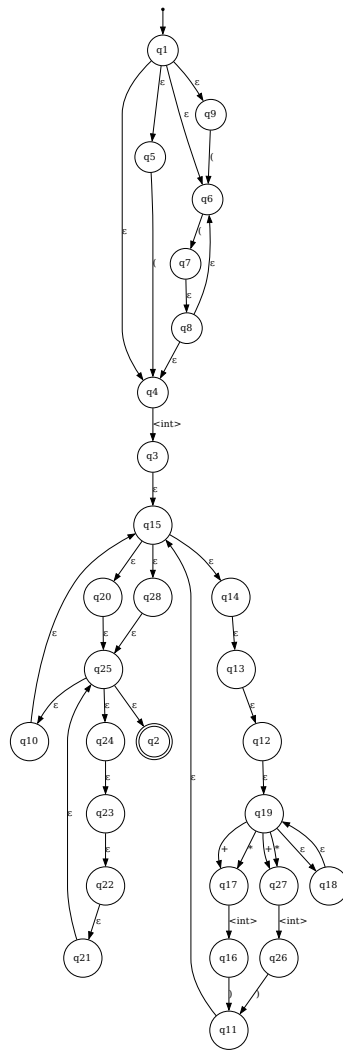 q1
ε
ε
q9
ε
q5
ε
(
q6
(
(
q7
ε
ε
q8
ε
q4
<int>
q3
ε
q15
ε
ε
ε
q20
q28
q14
ε
ε
ε
ε
q25
q13
ε
ε
ε
ε
q10
q24
q2
q12
ε
ε
ε
q23
q19
ε
+
*
+
*
ε
ε
q22
q17
q27
q18
ε
<int>
<int>
q21
q16
q26
)
)
q11